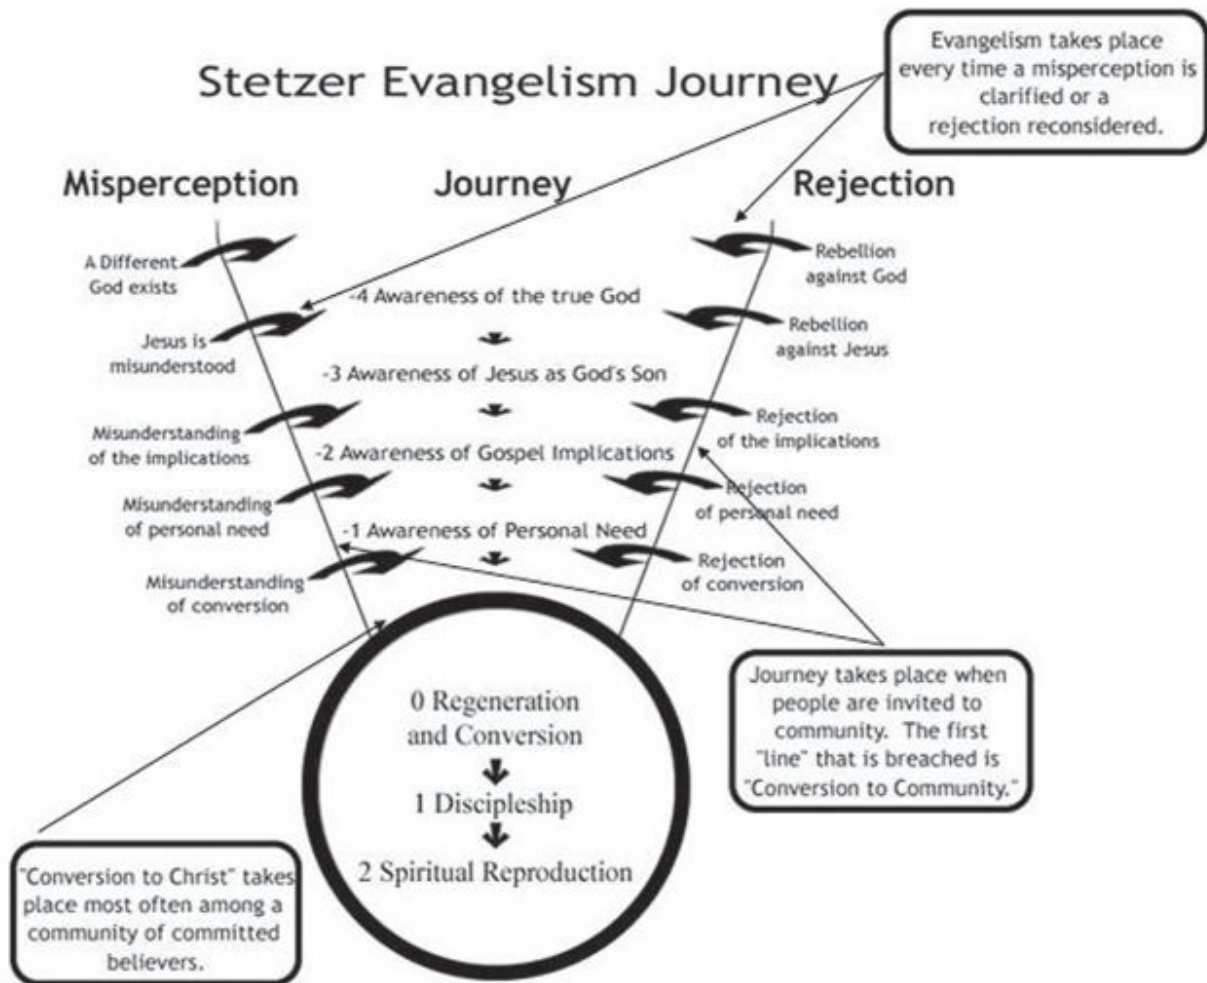 Stetzer Evangelism Journey
Evangelism takes place
every time a misperception is
clarified or a
rejection reconsidered.
Misperception
Journey
Rejection
A Different
God exists
Rebellion
against God
-4 Awareness of the true God
Jesus is
misunderstood
Rebellion
against Jesus
-3 Awareness of Jesus as God's Son
Misunderstanding
of the implications
Rejection
of the implications
-2 Awareness of Gospel Implications
Misunderstanding
of personal need
Rejection
of personal need
-1 Awareness of Personal Need
Misunderstanding
of conversion
Rejection
of conversion
0 Regeneration
and Conversion
1 Discipleship
2 Spiritual Reproduction
Journey takes place when
people are invited to
community. The first
"line" that is breached is
"Conversion to Community."
"Conversion to Christ" takes
place most often among a
community of committed
believers.